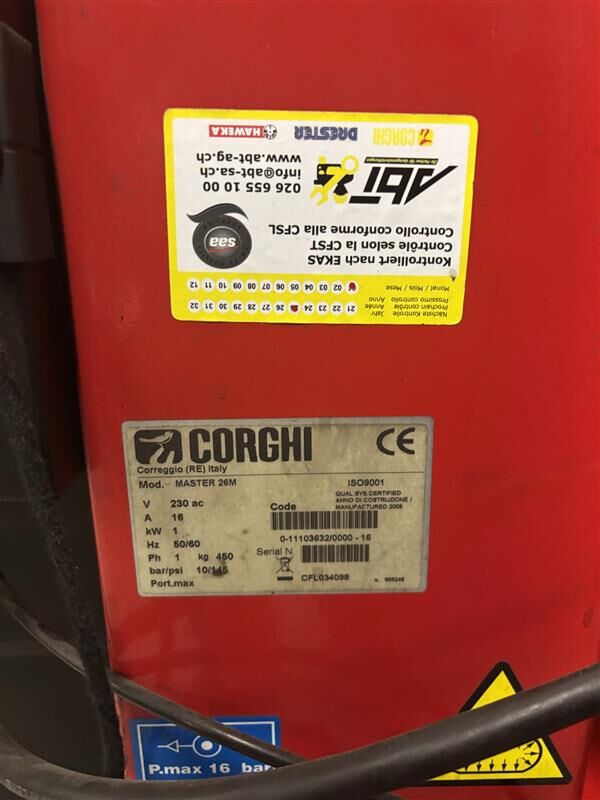 Nächste Kontrolle Jahr
Prochain contrôle Année
Prossimo controllo Anno
21 22 23 24 26 27 28 29 30 31 32
Monat / Mois / Mese
02 03 04 05 06 07 08 09 10 11 12
Kontrolliert nach EKAS
Contrôle selon la CFST
Controllo conforme alla CFSL
saa
Abt
026 655 10 00
info@abt-sa.ch
www.abt-ag.ch
CORGHI DRESTER HAWEKA
CORGHI CE
Correggio (RE) Italy
Mod. MASTER 26M ISO9001
QUAL.SYS.CERTIFIED
V 230 ac Code ANNO DI COSTRUZIONE /
A 16 MANUFACTURED 2009
kW 1 0-11103632/0000 - 16
Hz 50/60
Ph 1 kg 450 Serial N.
bar/psi 10/145 CFL034098
Port.max
P.max 16 bar